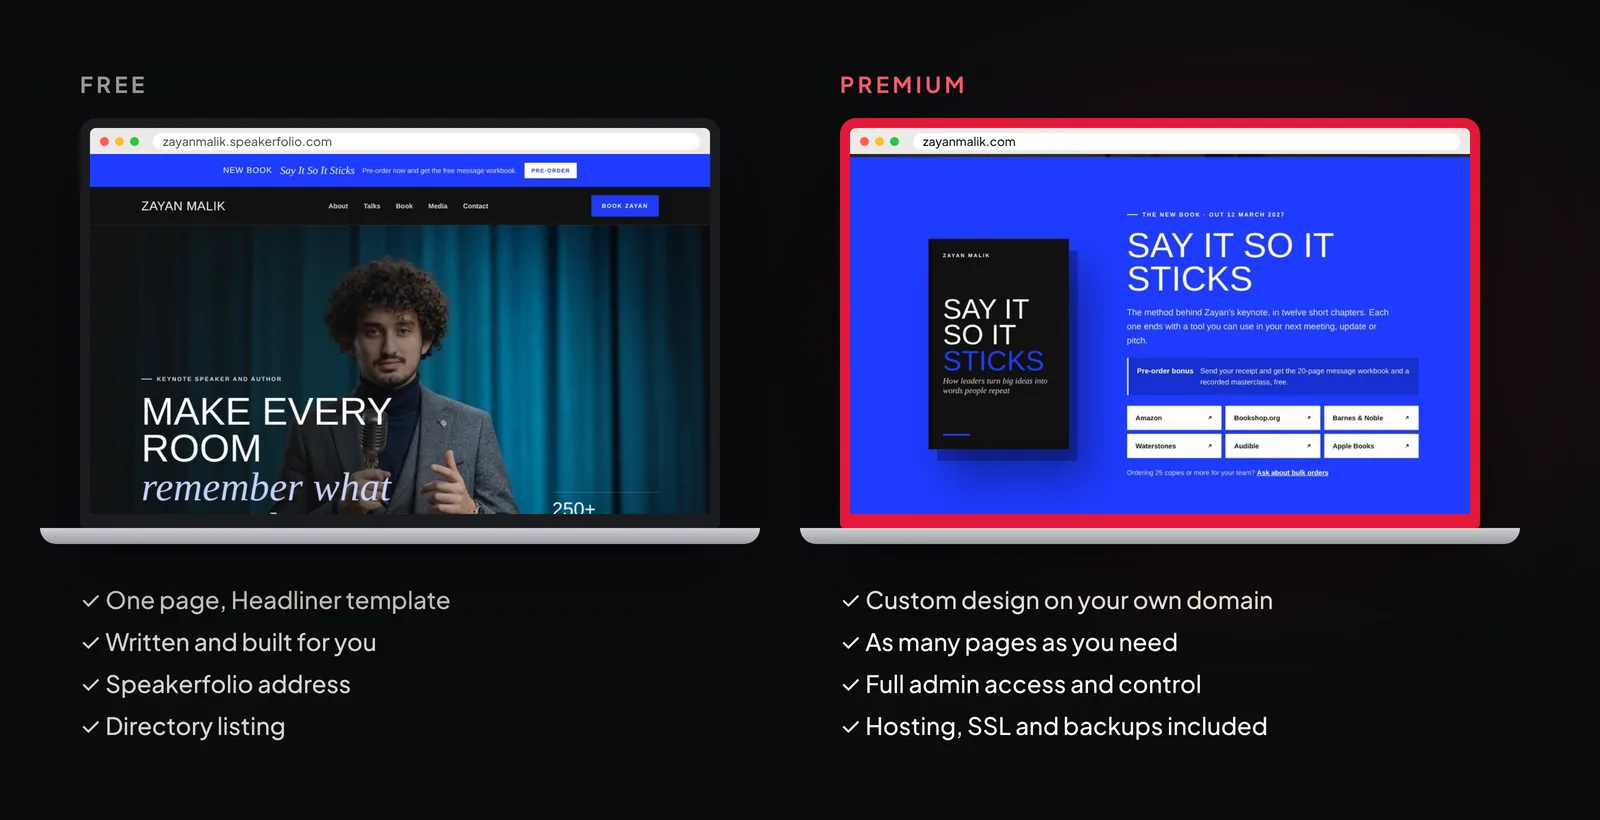 FREE
zayanmalik.speakerfolio.com
NEW BOOK Say It So It Sticks Pre-order now and get the free message workbook. PRE-ORDER
ZAYAN MALIK About Talks Book Media Contact BOOK ZAYAN
KEYNOTE SPEAKER AND AUTHOR
MAKE EVERY
ROOM
remember what
250+
One page, Headliner template
Written and built for you
Speakerfolio address
Directory listing
PREMIUM
zayanmalik.com
ZAYAN MALIK
SAY IT
SO IT
STICKS
How leaders turn big ideas into
words people repeat
THE NEW BOOK · OUT 12 MARCH 2027
SAY IT SO IT
STICKS
The method behind Zayan's keynote, in twelve short chapters. Each
one ends with a tool you can use in your next meeting, update or
pitch.
Pre-order bonus Send your receipt and get the 20-page message workbook and a
recorded masterclass, free.
Amazon Bookshop.org Barnes & Noble
Waterstones Audible Apple Books
Ordering 25 copies or more for your team? Ask about bulk orders
Custom design on your own domain
As many pages as you need
Full admin access and control
Hosting, SSL and backups included